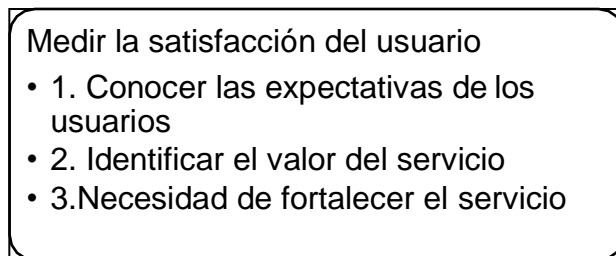 Medir la satisfacción del usuario
• 1. Conocer las expectativas de los
usuarios
• 2. Identificar el valor del servicio
• 3.Necesidad de fortalecer el servicio